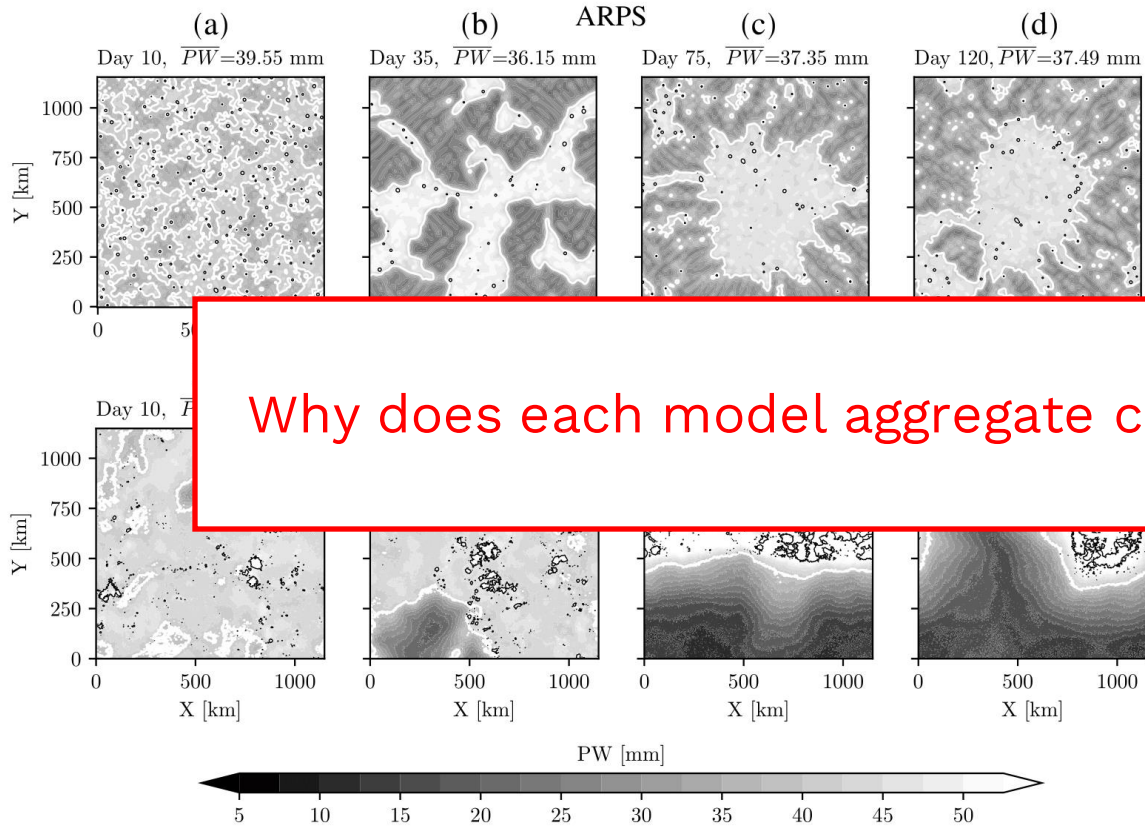 ARPS
(a) (b) (c) (d)
Day 10, PW=39.55 mm Day 35, PW=36.15 mm Day 75, PW=37.35 mm Day 120, PW=37.49 mm
1000
750
Y [km]
500
250
0
0
Why does each model aggregate c
Day 10,
1000
750
Y [km]
500
250
0
0 500 1000 0 500 1000 0 500 1000 0 500 1000
X [km] X [km] X [km] X [km]
PW [mm]
5 10 15 20 25 30 35 40 45 50